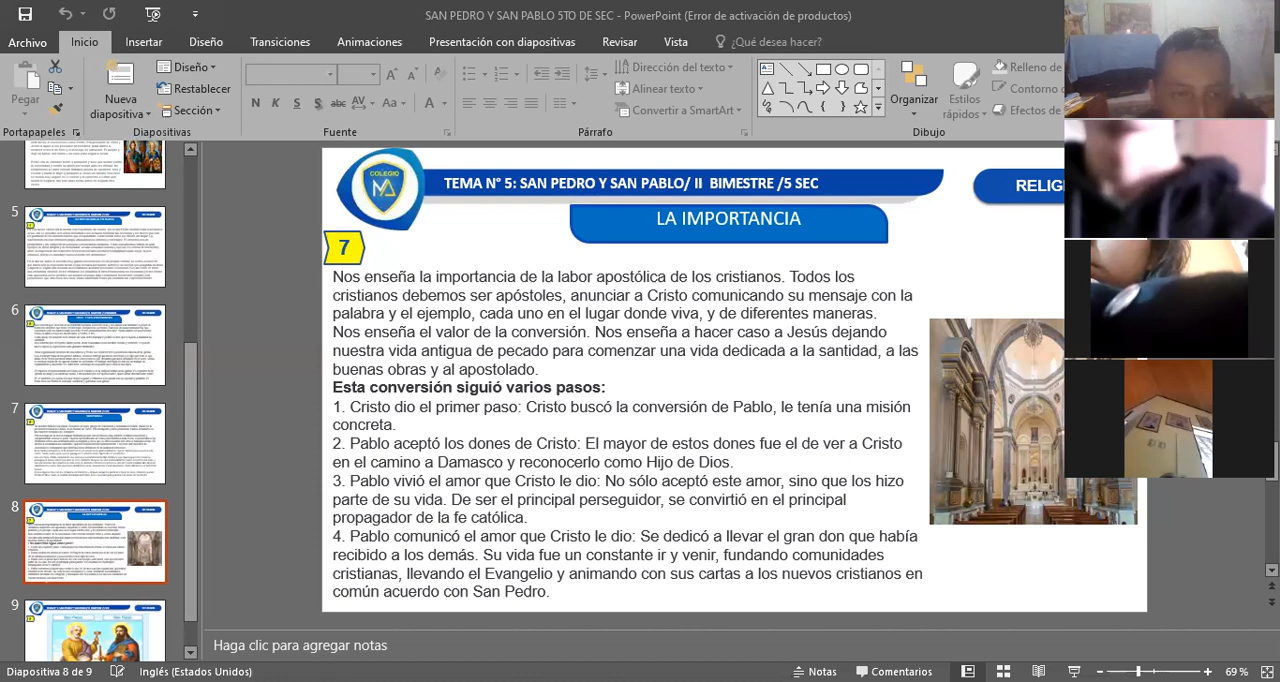 SAN PEDRO Y SAN PABLO 5TO DE SEC - PowerPoint (Error de activación de productos)
Archivo Inicio Insertar Diseño Transiciones Animaciones Presentación con diapositivas Revisar Vista ¿Qué desea hacer?
Pegar
Nueva
diapositiva
Diseño
Restablecer
Sección
N K S S abc AV Aa A
Dirección del texto
Alinear texto
Convertir a SmartArt
Organizar
Estilos
rápidos
Relleno de
Contorno
Efectos de
Portapapeles Diapositivas Fuente Párrafo Dibujo
5
6
7
8
9
COLEGIO
MA
TEMA N° 5: SAN PEDRO Y SAN PABLO/ II BIMESTRE /5 SEC
RELIG
LA IMPORTANCIA
7
Nos enseña la importancia de la labor apostólica de los cristianos. Todos los
cristianos debemos ser apóstoles, anunciar a Cristo comunicando su mensaje con la
palabra y el ejemplo, cada uno en el lugar donde viva, y de diferentes maneras.
Nos enseña el valor de la conversión. Nos enseña a hacer caso a Jesús dejando
nuestra vida antigua de pecado para comenzar una vida dedicada a la santidad, a las
buenas obras y al apostolado.
Esta conversión siguió varios pasos:
1. Cristo dio el primer paso: Cristo buscó la conversión de Pablo, le dio una misión
concreta.
2. Pablo aceptó los dones de Cristo: El mayor de estos dones fue el de ver a Cristo
en el camino a Damasco y reconocerlo como Hijo de Dios.
3. Pablo vivió el amor que Cristo le dio: No sólo aceptó este amor, sino que los hizo
parte de su vida. De ser el principal perseguidor, se convirtió en el principal
propagador de la fe católica.
4. Pablo comunicó el amor que Cristo le dio: Se dedicó a llevar el gran don que había
recibido a los demás. Su vida fue un constante ir y venir, fundando comunidades
cristianas, llevando el Evangelio y animando con sus cartas a los nuevos cristianos en
común acuerdo con San Pedro.
Haga clic para agregar notas
Diapositiva 8 de 9 Inglés (Estados Unidos) Notas Comentarios 69 %